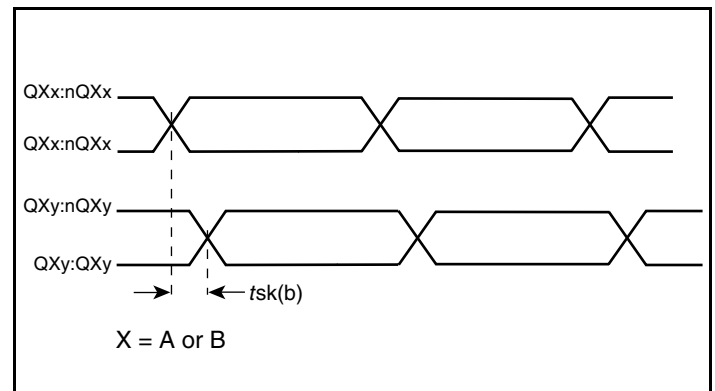 QXx:nQXx
QXx:nQXx
QXy:nQXy
QXy:QXy
tsk(b)
X = A or B